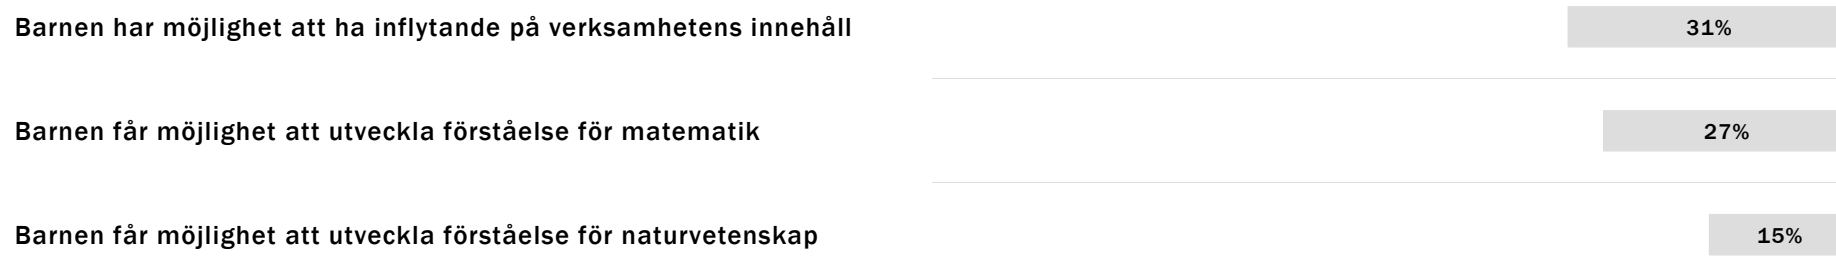 Barnen har möjlighet att ha inflytande på verksamhetens innehåll 31%
Barnen får möjlighet att utveckla förståelse för matematik 27%
Barnen får möjlighet att utveckla förståelse för naturvetenskap 15%